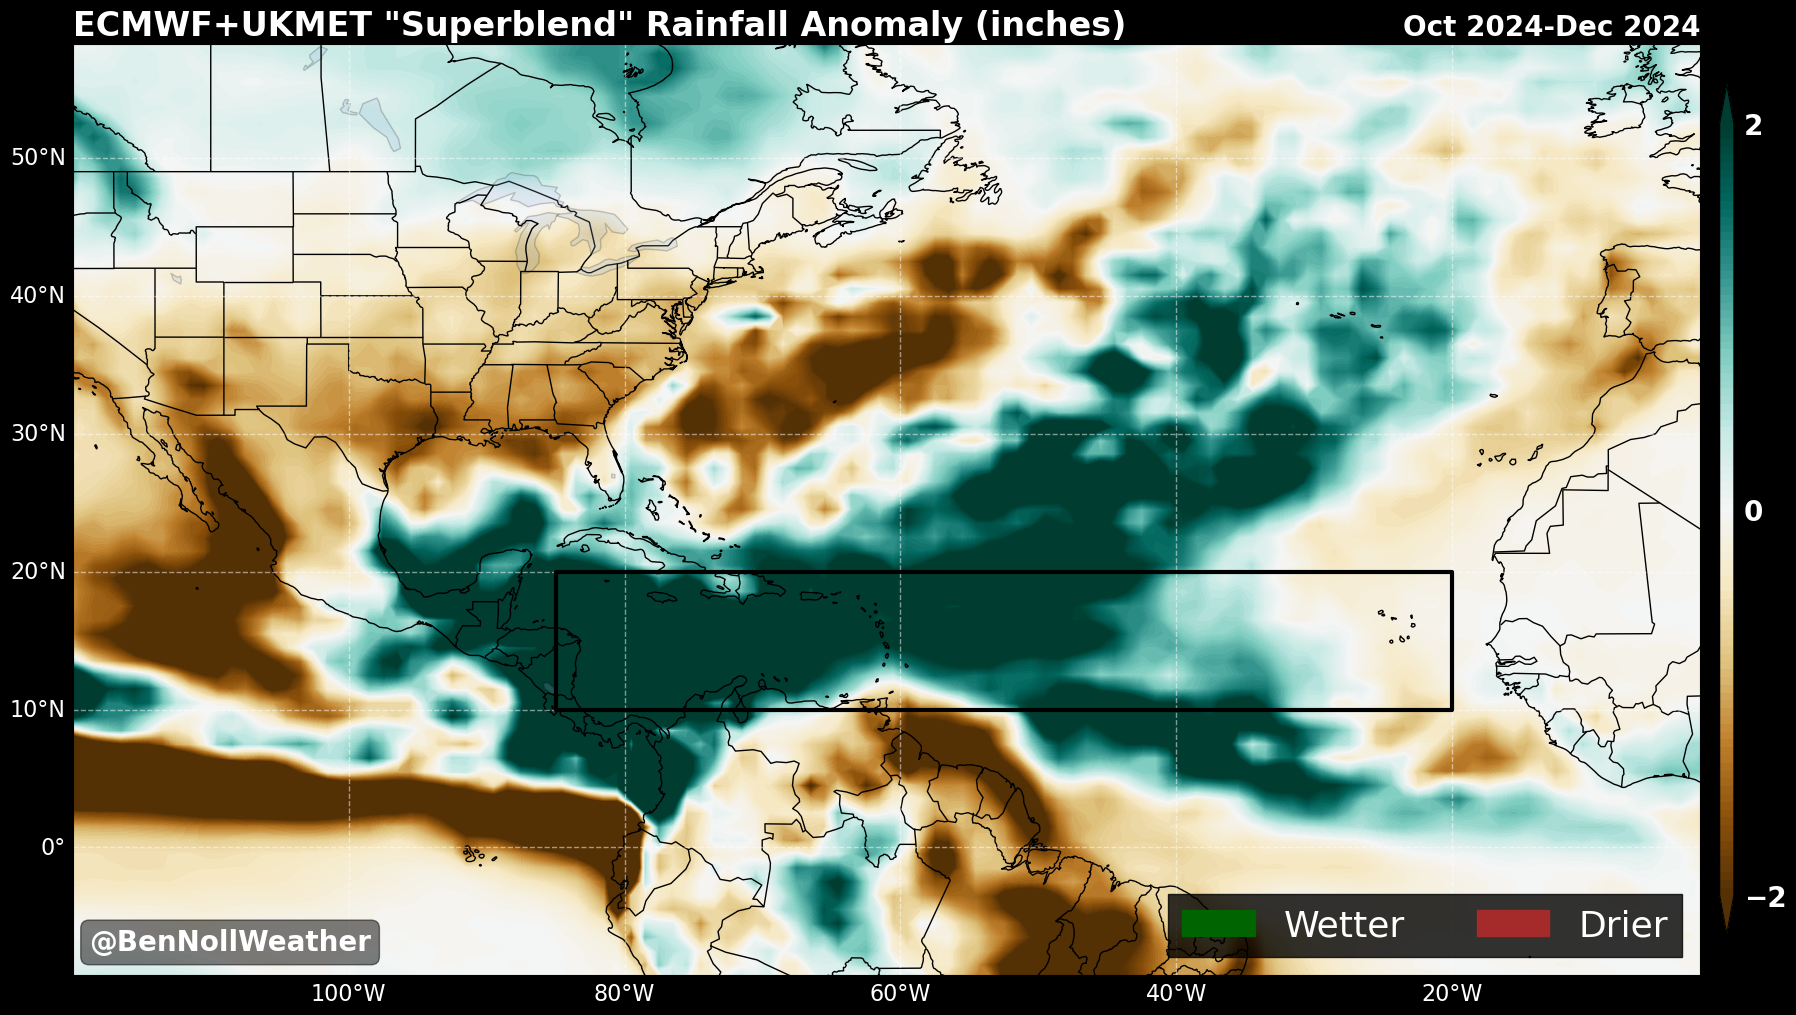 ECMWF+UKMET "Superblend" Rainfall Anomaly (inches)
Oct 2024-Dec 2024
50°N
40°N
30°N
20°N
10°N
0°
100°W
80°W
60°W
40°W
20°W
2
0
−2
@BenNollWeather
Wetter
Drier